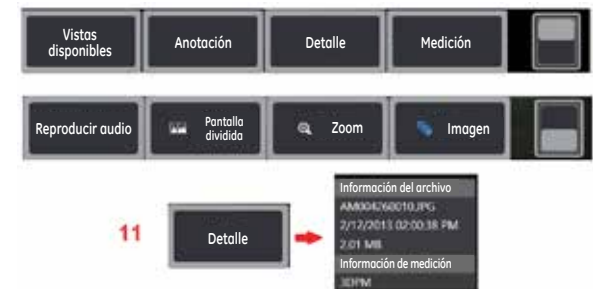 Vistas
disponibles
Anotación
Detalle
Medición
Reproducir audio
Pantalla
dividida
Zoom
Imagen
11
Detalle
Información del archivo
AM004260010.JPG
2/12/2013 02:00:38 PM
2.01 MB
Información de medición
3DPM